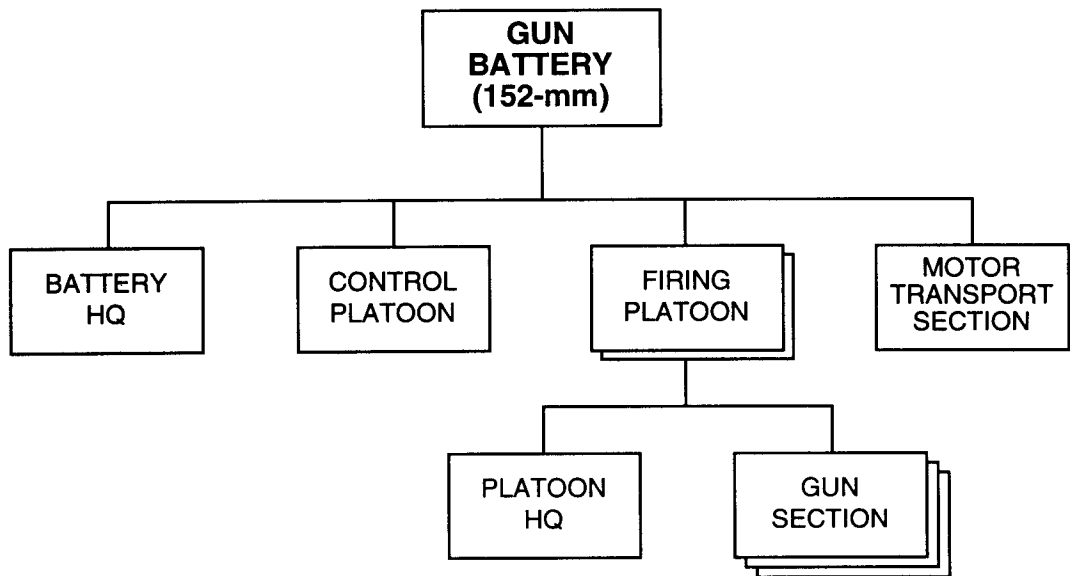 GUN
BATTERY
(152-mm)
BATTERY
HQ
CONTROL
PLATOON
FIRING
PLATOON
MOTOR
TRANSPORT
SECTION
PLATOON
HQ
GUN
SECTION